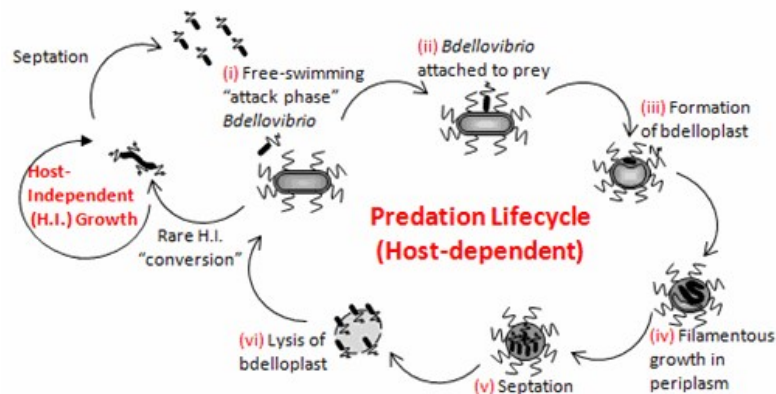 Septation
(i) Free-swimming
"attack phase"
Bdellovibrio
(ii) Bdellovibrio
attached to prey
(iii) Formation
of bdelloplast
Host-
Independent
(H.I.) Growth
Rare H.I.
"conversion"
Predation Lifecycle
(Host-dependent)
(iv) Filamentous
growth in
periplasm
(v) Septation
(vi) Lysis of
bdelloplast